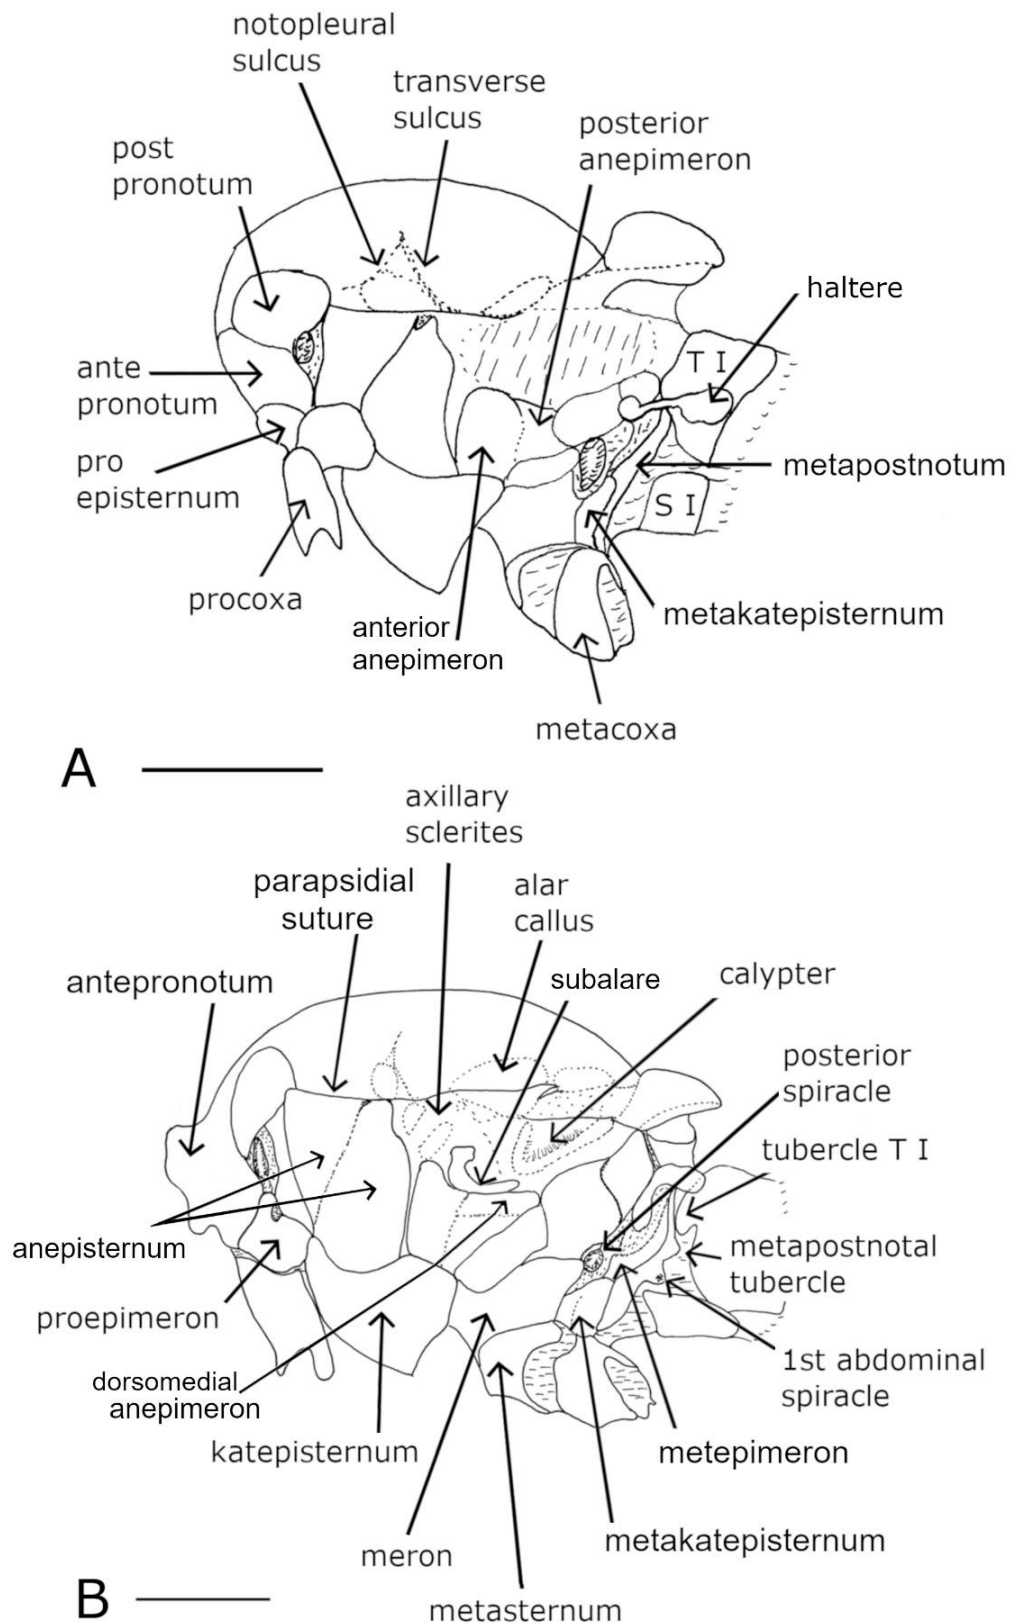 notopleural
sulcus
transverse
sulcus
posterior
anepimeron
post
pronotum
haltere
T I
ante
pronotum
pro
episternum
metapostnotum
S I
procoxa
anterior
anepimeron
metakatepisternum
metacoxa
A
axillary
sclerites
parapsidial
suture
alar
callus
antepronotum
subalare
calypter
posterior
spiracle
tubercle T I
anepisternum
metapostnotal
tubercle
proepimeron
1st abdominal
spiracle
dorsomedial
anepimeron
katepisternum
metepimeron
meron
metakatepisternum
B
metasternum